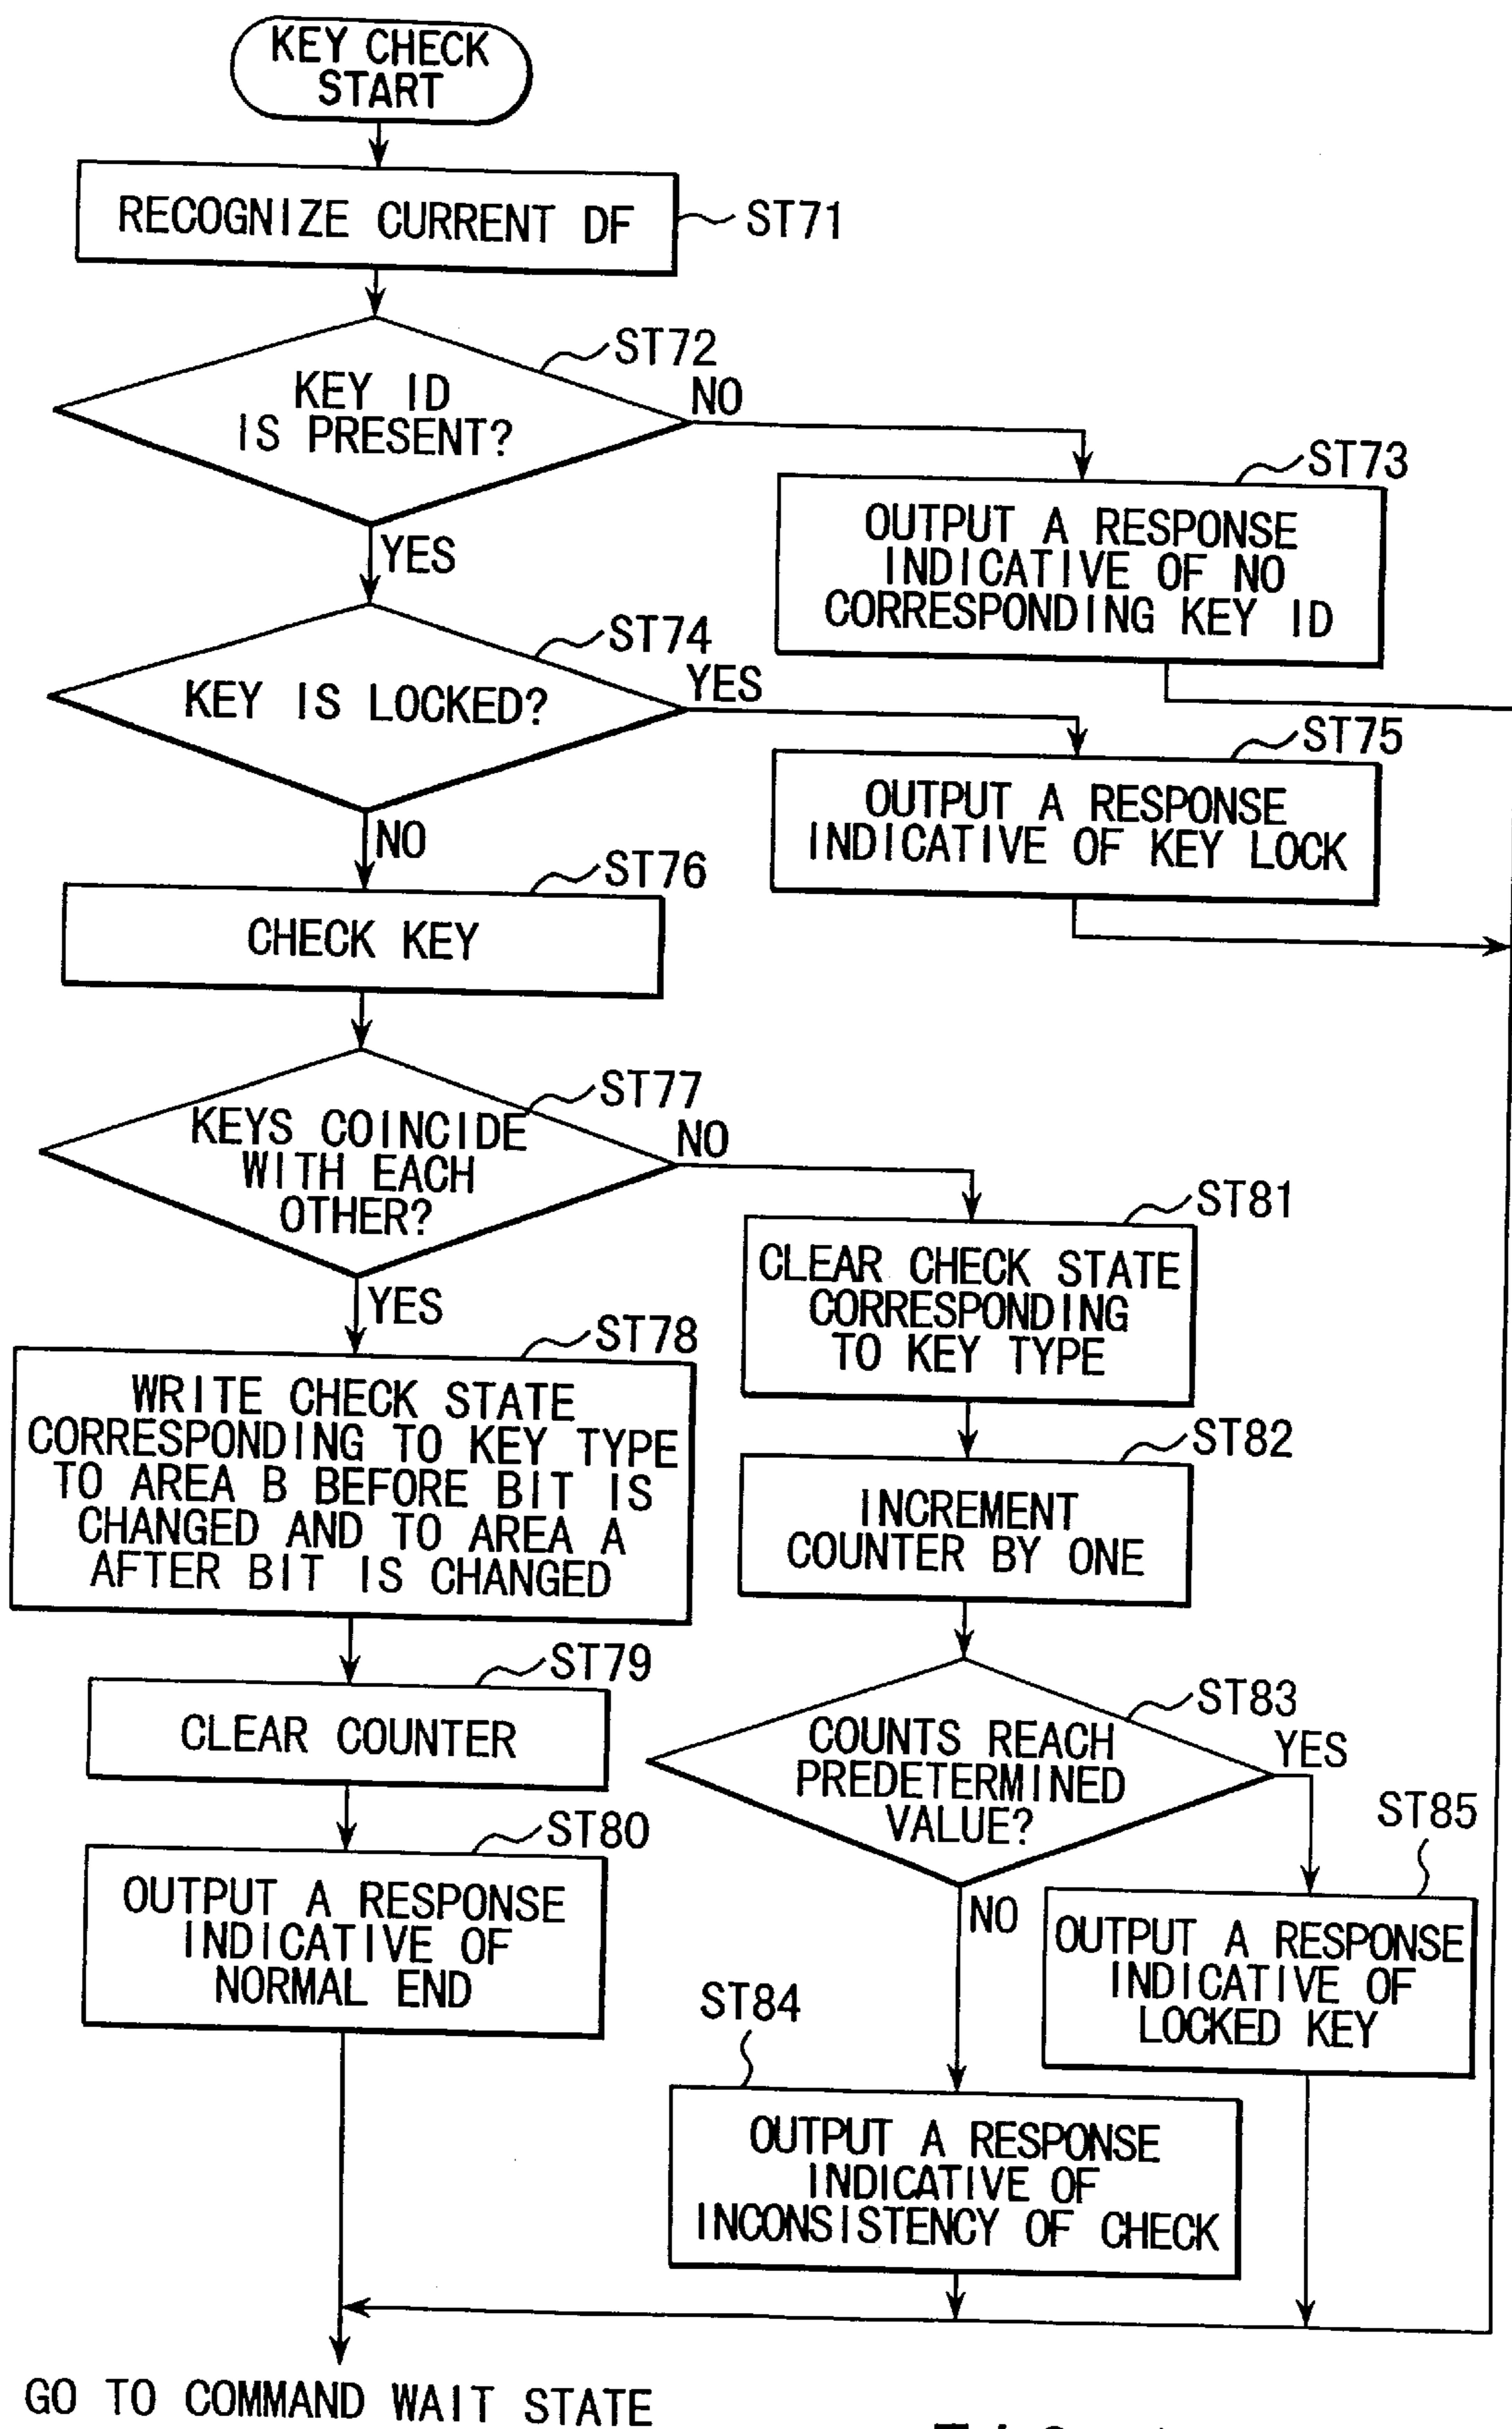 KEY CHECK
START
RECOGNIZE CURRENT DF
ST71
ST72
KEY ID
IS PRESENT?
NO
YES
ST73
OUTPUT A RESPONSE
INDICATIVE OF NO
CORRESPONDING KEY ID
ST74
KEY IS LOCKED?
YES
NO
ST75
OUTPUT A RESPONSE
INDICATIVE OF KEY LOCK
ST76
CHECK KEY
ST77
KEYS COINCIDE
WITH EACH
OTHER?
NO
YES
ST81
CLEAR CHECK STATE
CORRESPONDING
TO KEY TYPE
ST78
WRITE CHECK STATE
CORRESPONDING TO KEY TYPE
TO AREA B BEFORE BIT IS
CHANGED AND TO AREA A
AFTER BIT IS CHANGED
ST82
INCREMENT
COUNTER BY ONE
ST79
CLEAR COUNTER
ST83
COUNTS REACH
PREDETERMINED
VALUE?
YES
NO
ST80
OUTPUT A RESPONSE
INDICATIVE OF
NORMAL END
ST85
OUTPUT A RESPONSE
INDICATIVE OF
LOCKED KEY
ST84
OUTPUT A RESPONSE
INDICATIVE OF
INCONSISTENCY OF CHECK
GO TO COMMAND WAIT STATE